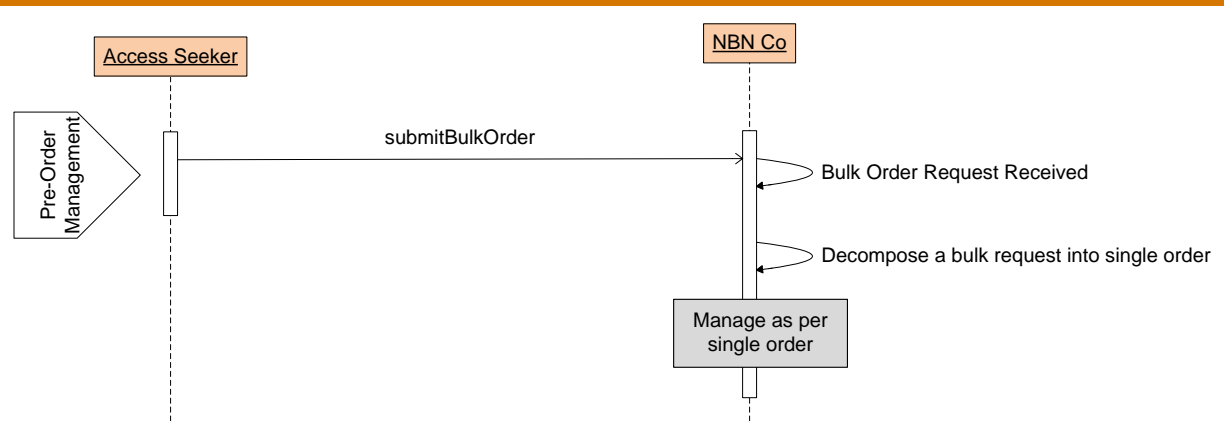 Access Seeker
NBN Co
Pre-Order
Management
submitBulkOrder
Bulk Order Request Received
Decompose a bulk request into single order
Manage as per
single order